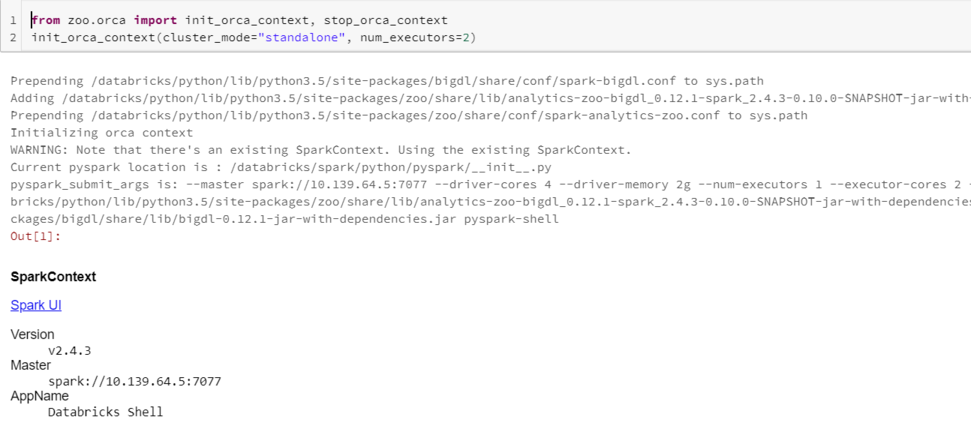 1 from zoo.orca import init_orca_context, stop_orca_context
2 init_orca_context(cluster_mode="standalone", num_executors=2)
Prepending /databricks/python/lib/python3.5/site-packages/bigdl/share/conf/spark-bigdl.conf to sys.path
Adding /databricks/python/lib/python3.5/site-packages/zoo/share/lib/analytics-zoo-bigdl_0.12.1-spark_2.4.3-0.10.0-SNAPSHOT-jar-with-
Prepending /databricks/python/lib/python3.5/site-packages/zoo/share/conf/spark-analytics-zoo.conf to sys.path
Initializing orca context
WARNING: Note that there's an existing SparkContext. Using the existing SparkContext.
Current pyspark location is : /databricks/spark/python/pyspark/__init__.py
pyspark_submit_args is: --master spark://10.139.64.5:7077 --driver-cores 4 --driver-memory 2g --num-executors 1 --executor-cores 2 -
bricks/python/lib/python3.5/site-packages/zoo/share/lib/analytics-zoo-bigdl_0.12.1-spark_2.4.3-0.10.0-SNAPSHOT-jar-with-dependencies
ckages/bigdl/share/lib/bigdl-0.12.1-jar-with-dependencies.jar pyspark-shell
Out[1]:
SparkContext
Spark UI
Version
v2.4.3
Master
spark://10.139.64.5:7077
AppName
Databricks Shell